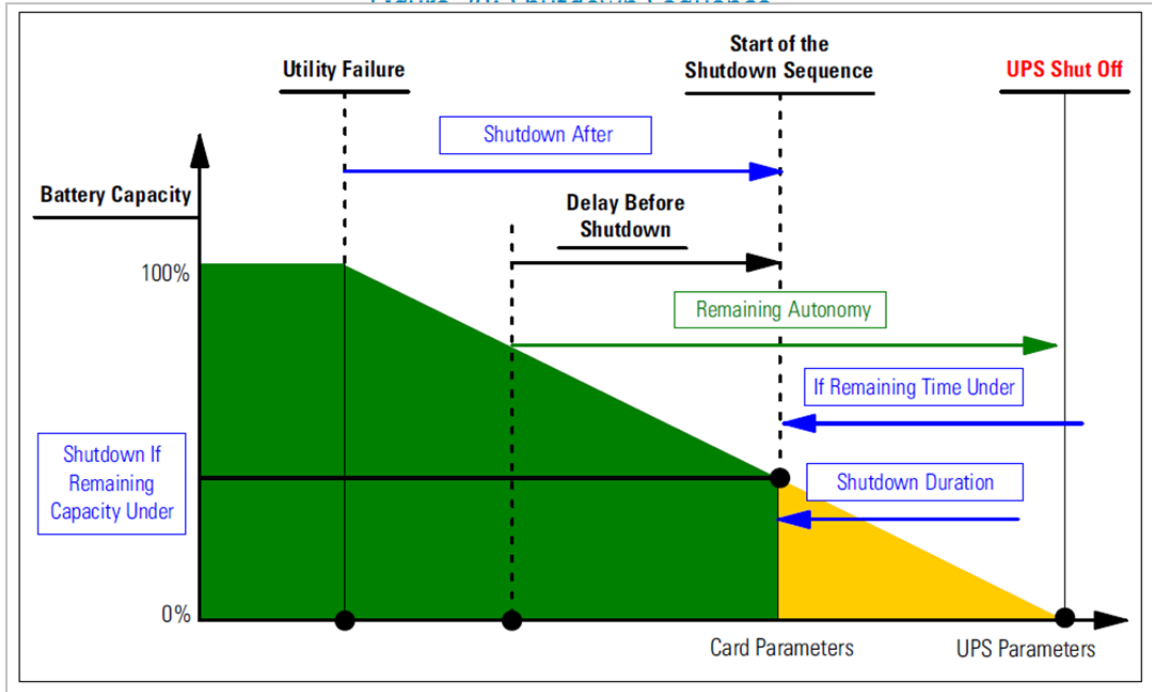 Utility Failure
Start of the
Shutdown Sequence
UPS Shut Off
Shutdown After
Battery Capacity
Delay Before
Shutdown
100%
Remaining Autonomy
If Remaining Time Under
Shutdown If
Remaining
Capacity Under
Shutdown Duration
0%
Card Parameters
UPS Parameters